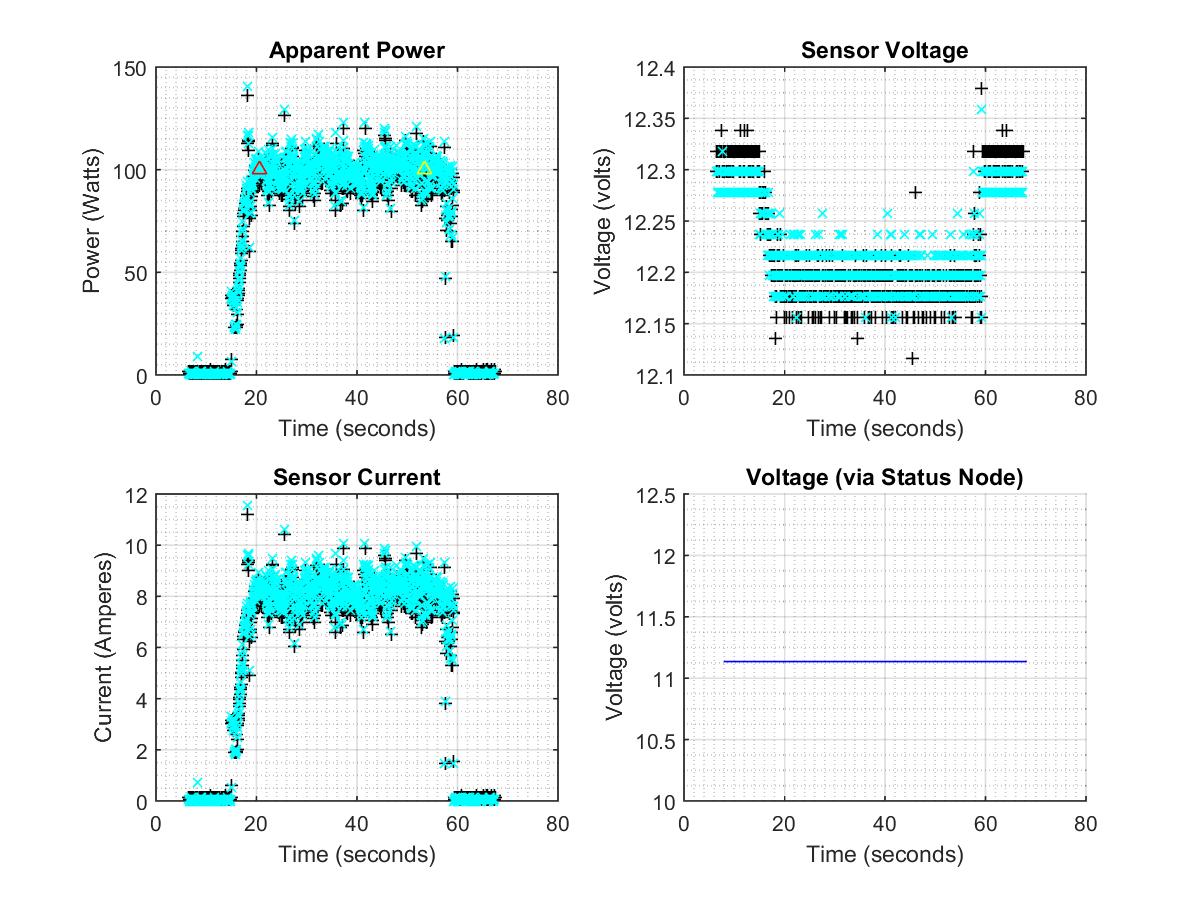 Apparent Power
150
100
50
0
Power (Watts)
0 20 40 60 80
Time (seconds)
Sensor Voltage
12.4
12.35
12.3
12.25
12.2
12.15
12.1
Voltage (volts)
0 20 40 60 80
Time (seconds)
Sensor Current
12
10
8
6
4
2
0
Current (Amperes)
0 20 40 60 80
Time (seconds)
Voltage (via Status Node)
12.5
12
11.5
11
10.5
10
Voltage (volts)
0 20 40 60 80
Time (seconds)